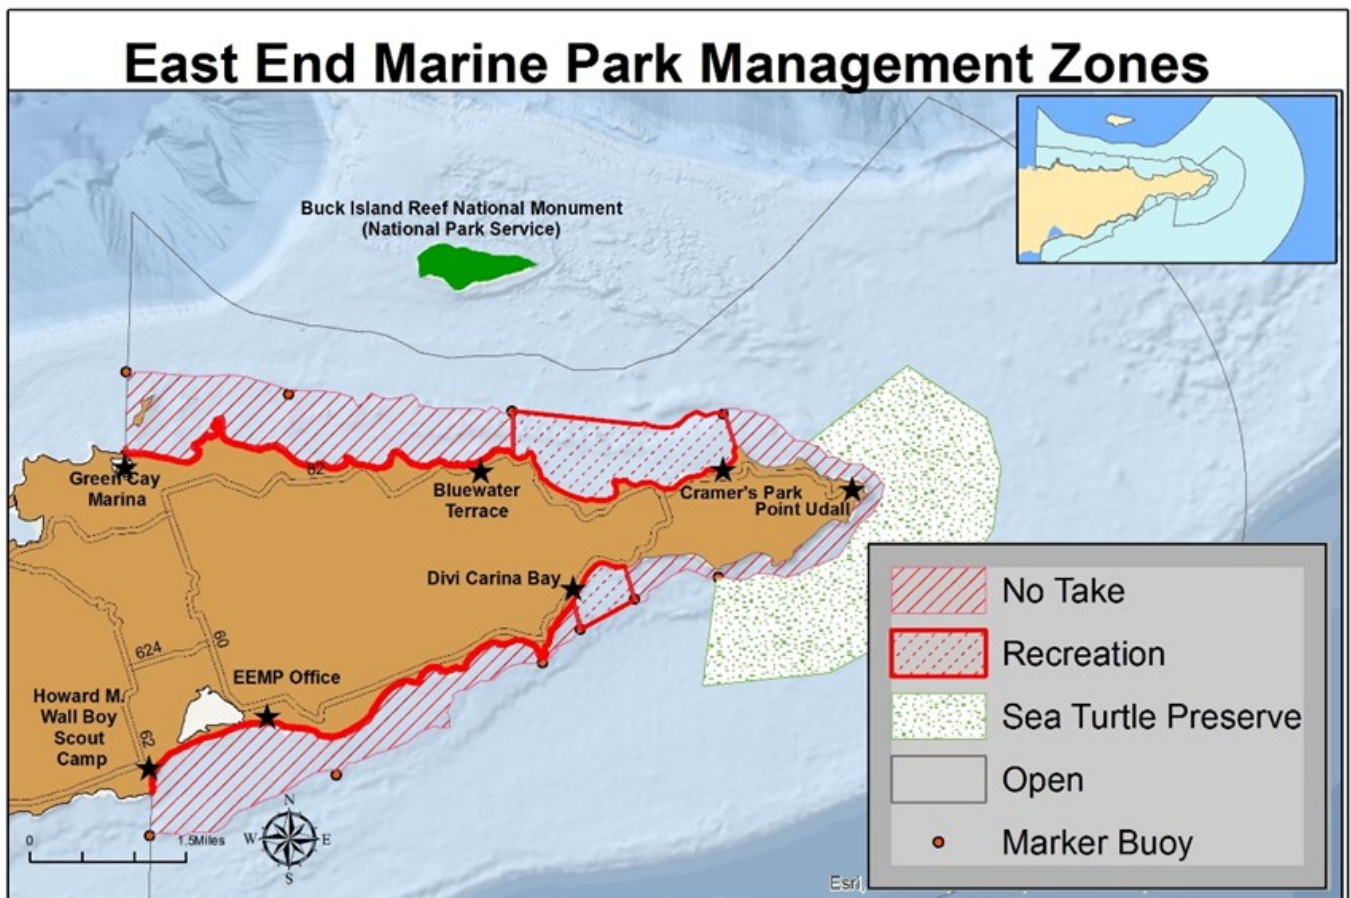 East End Marine Park Management Zones
Buck Island Reef National Monument
(National Park Service)
82
Green Cay
Marina
Bluewater
Terrace
Cramer's Park
Point Udall
Divi Carina Bay
624
60
EEMP Office
Howard M.
Wall Boy
Scout
Camp
62
N
W E
S
0 1.5Miles
No Take
Recreation
Sea Turtle Preserve
Open
Marker Buoy
Esri,